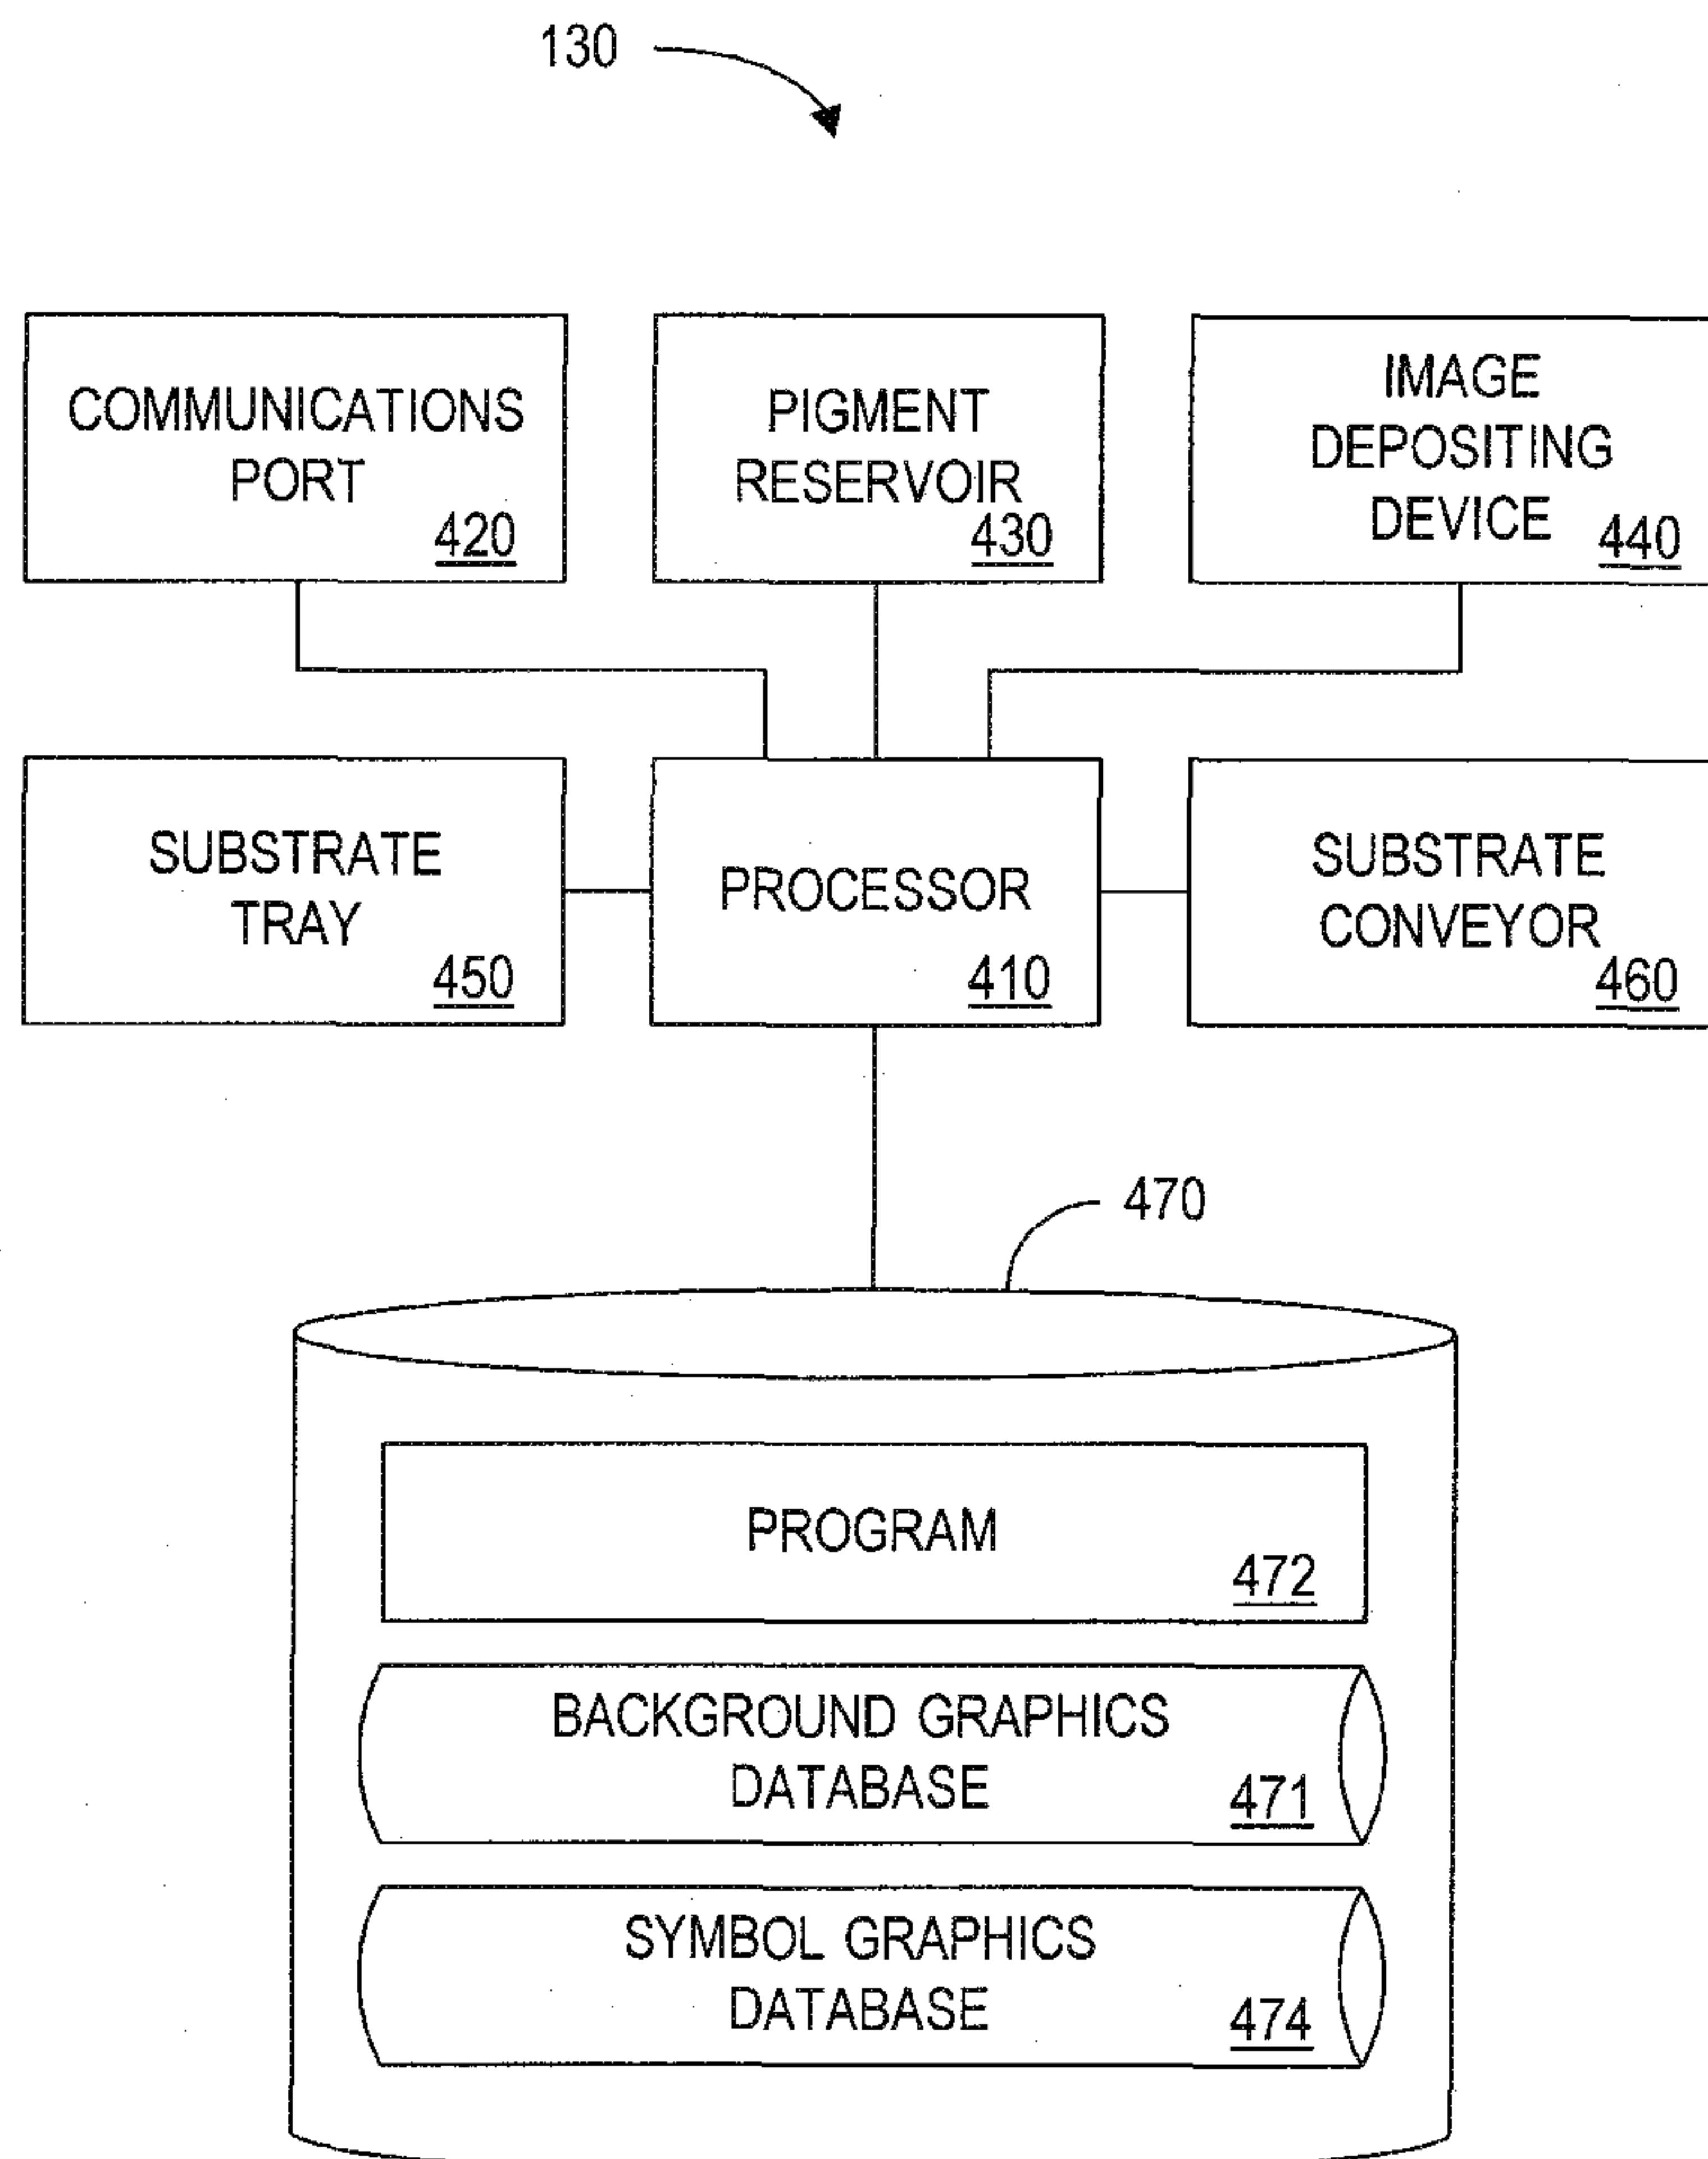 130
COMMUNICATIONS
PORT
420
PIGMENT
RESERVOIR
430
IMAGE
DEPOSITING
DEVICE
440
SUBSTRATE
TRAY
450
PROCESSOR
410
SUBSTRATE
CONVEYOR
460
470
PROGRAM
472
BACKGROUND GRAPHICS
DATABASE
471
SYMBOL GRAPHICS
DATABASE
474